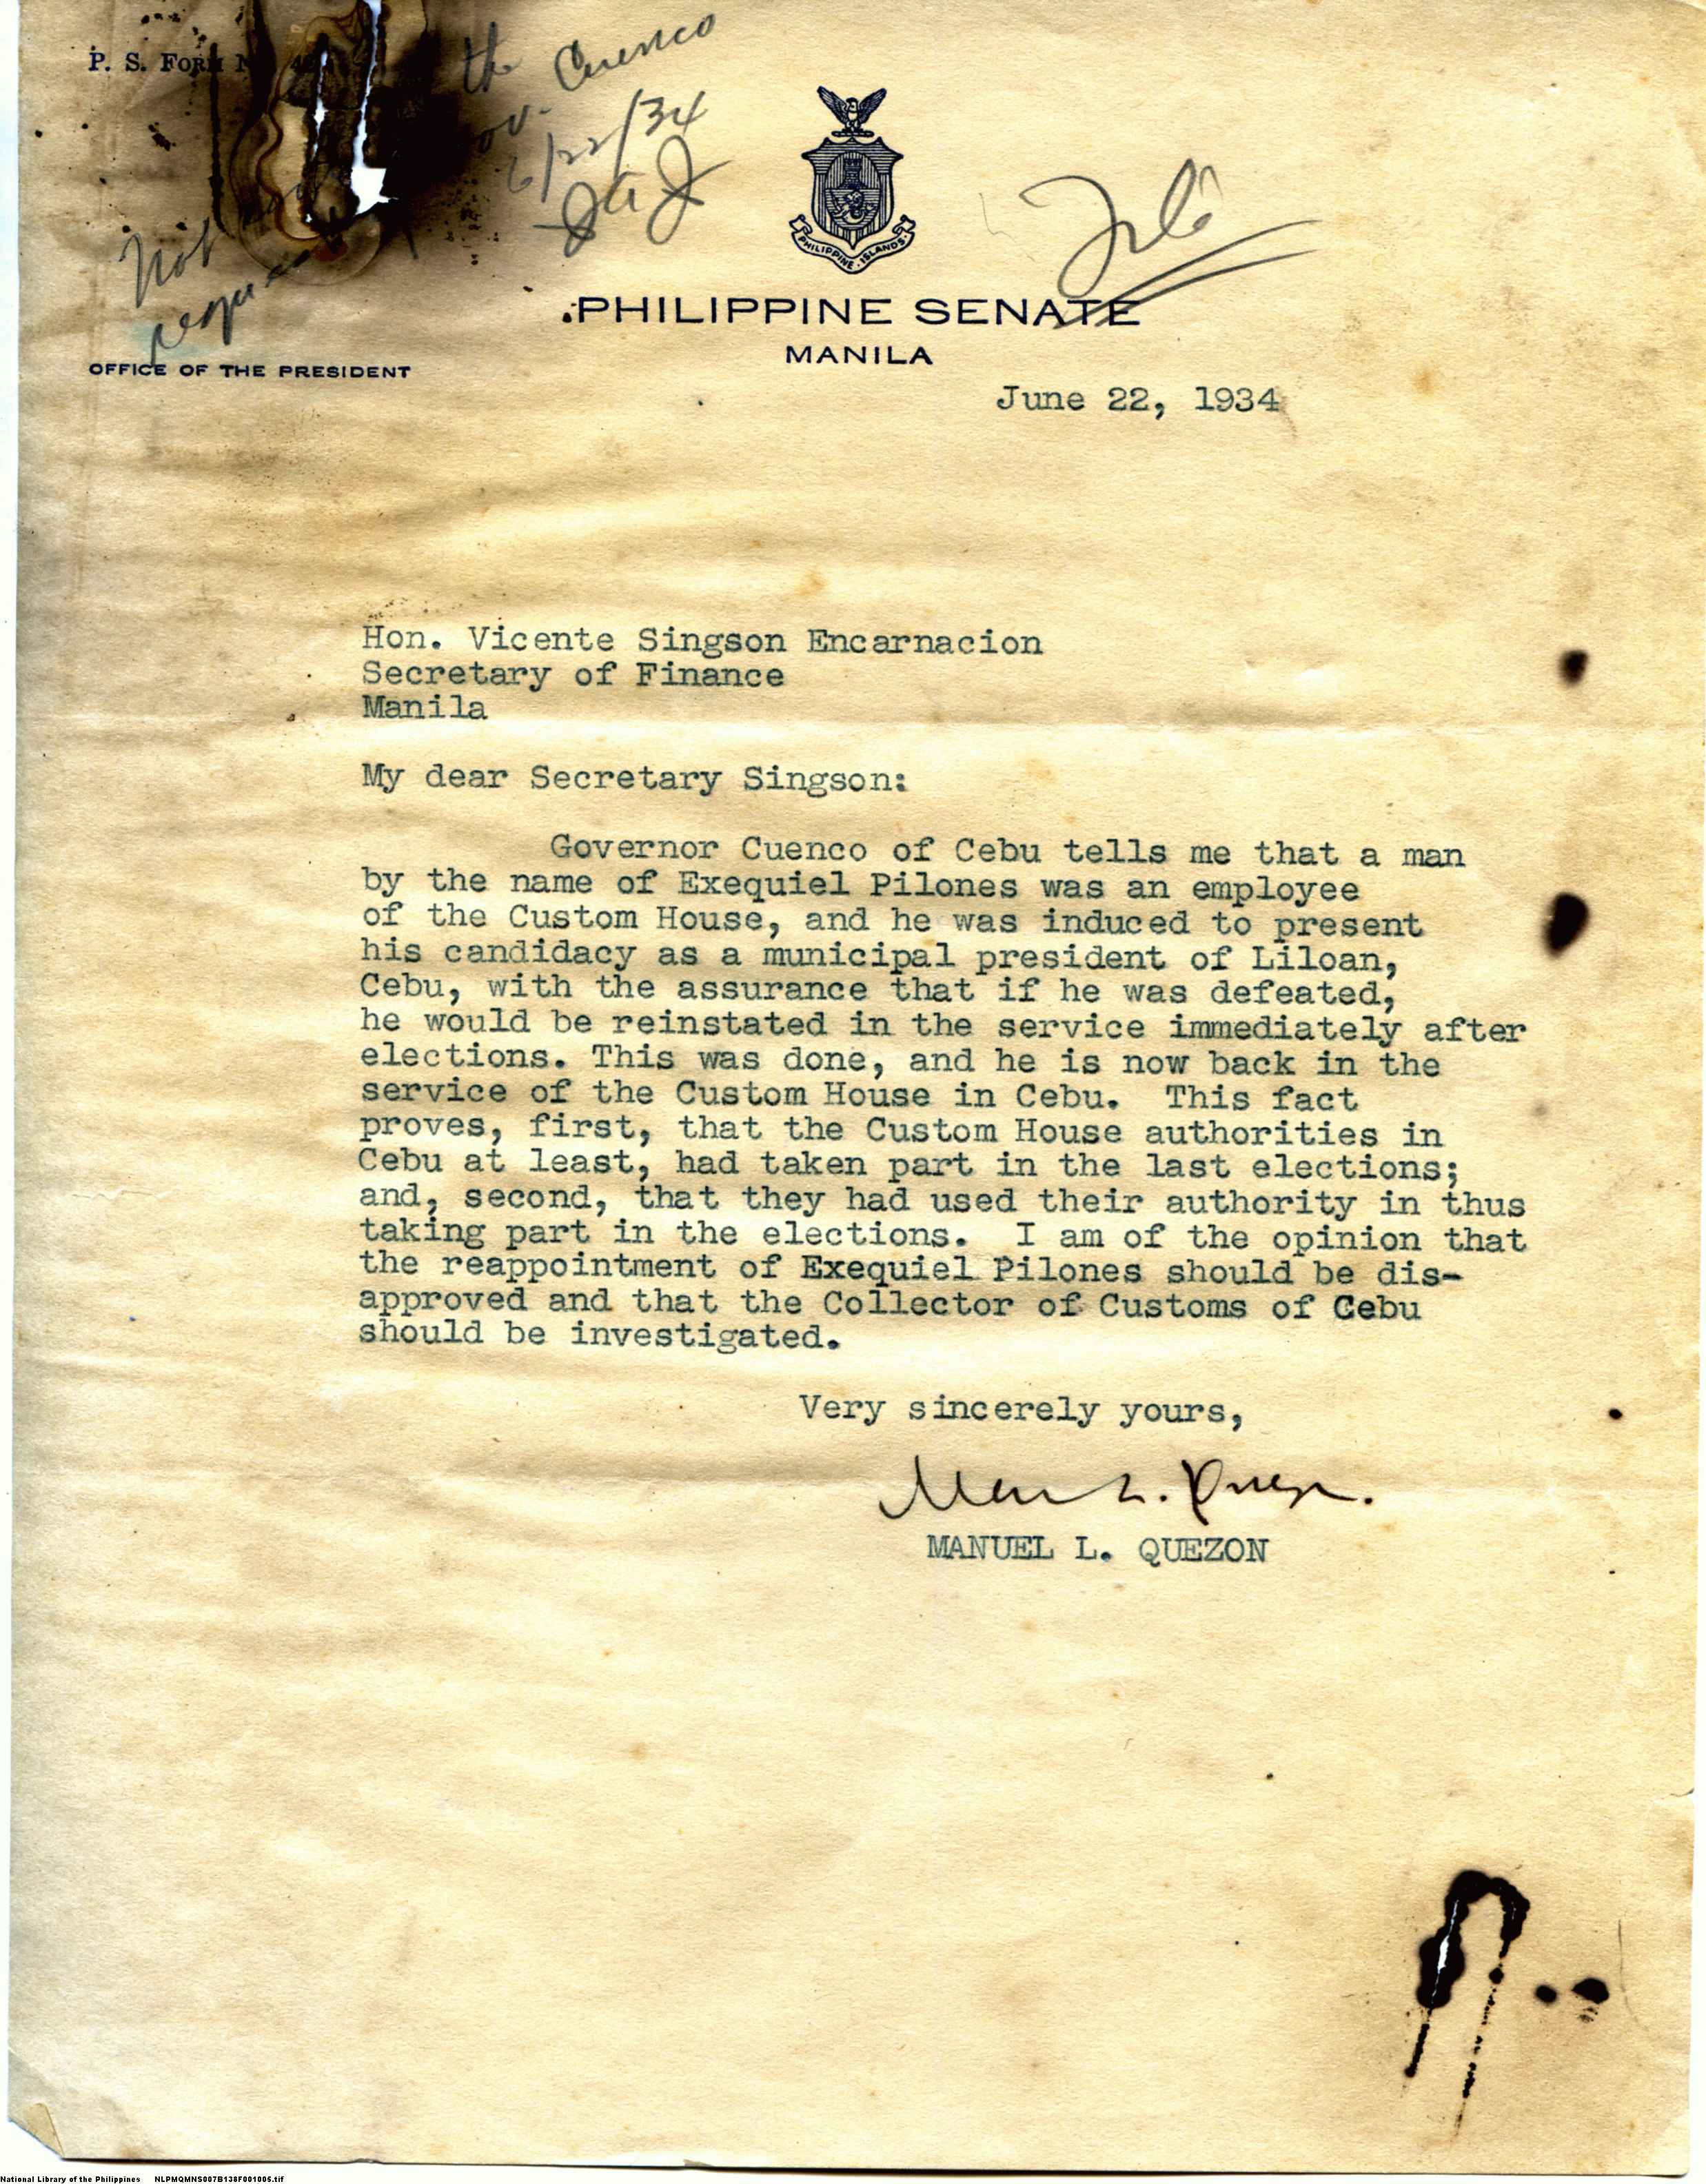 P. S. Form
th Cuenco
ov.
6/22/34
Not
PHILIPPINE ISLANDS
PHILIPPINE SENATE
MANILA
OFFICE OF THE PRESIDENT
June 22, 1934
Hon. Vicente Singson Encarnacion
Secretary of Finance
Manila
My dear Secretary Singson:
Governor Cuenco of Cebu tells me that a man
by the name of Exequiel Pilones was an employee
of the Custom House, and he was induced to present
his candidacy as a municipal president of Liloan,
Cebu, with the assurance that if he was defeated,
he would be reinstated in the service immediately after
elections. This was done, and he is now back in the
service of the Custom House in Cebu. This fact
proves, first, that the Custom House authorities in
Cebu at least, had taken part in the last elections;
and, second, that they had used their authority in thus
taking part in the elections. I am of the opinion that
the reappointment of Exequiel Pilones should be dis-
approved and that the Collector of Customs of Cebu
should be investigated.
Very sincerely yours,
Manuel L. Quezon.
MANUEL L. QUEZON
National Library of the Philippines NLPMQMNS007B138F001006.tif